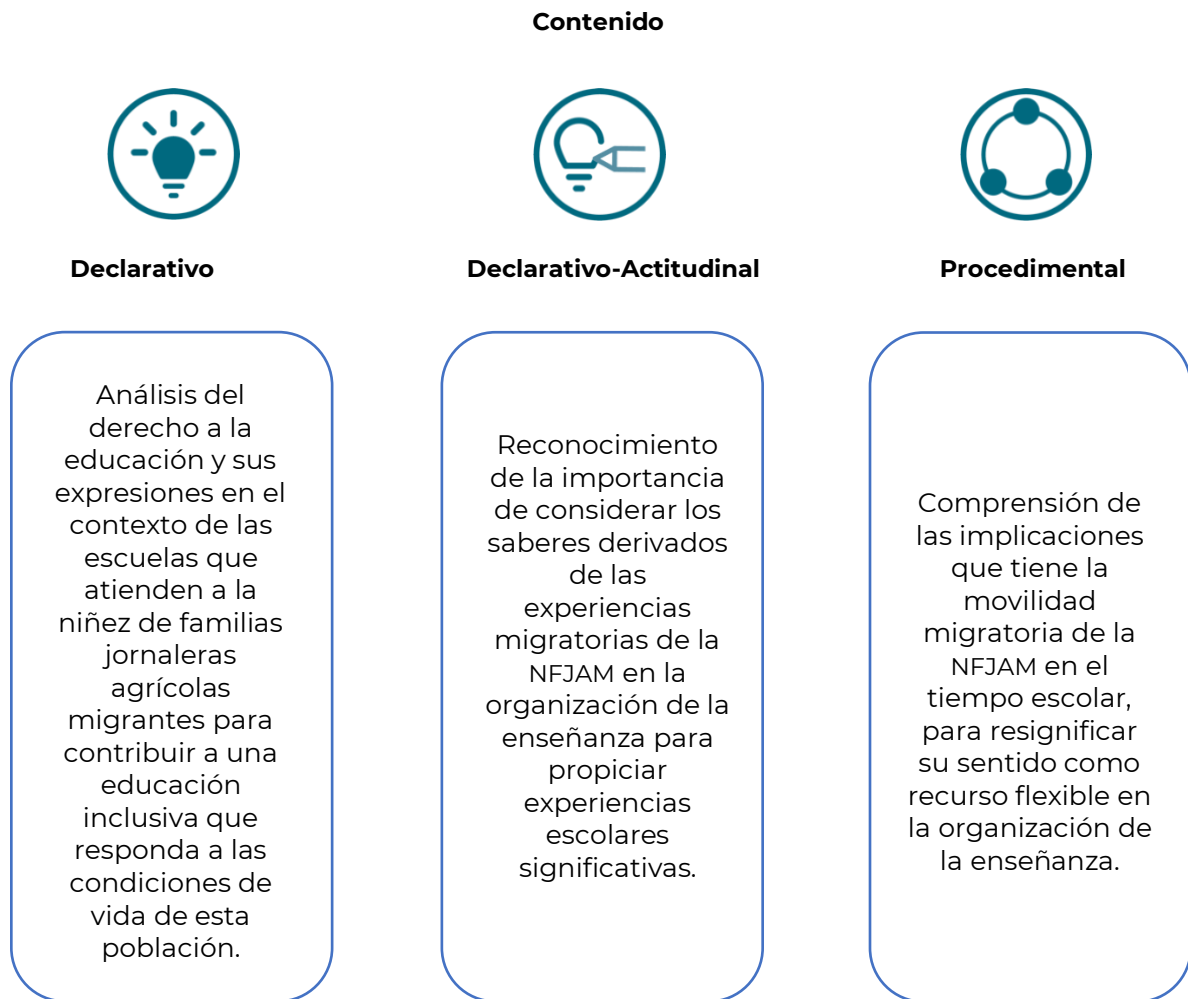 Contenido
Declarativo
Declarativo-Actitudinal
Procedimental
Análisis del
derecho a la
educación y sus
expresiones en el
contexto de las
escuelas que
atienden a la
niñez de familias
jornaleras
agrícolas
migrantes para
contribuir a una
educación
inclusiva que
responda a las
condiciones de
vida de esta
población.
Reconocimiento
de la importancia
de considerar los
saberes derivados
de las
experiencias
migratorias de la
NFJAM en la
organización de la
enseñanza para
propiciar
experiencias
escolares
significativas.
Comprensión de
las implicaciones
que tiene la
movilidad
migratoria de la
NFJAM en el
tiempo escolar,
para resignificar
su sentido como
recurso flexible en
la organización de
la enseñanza.